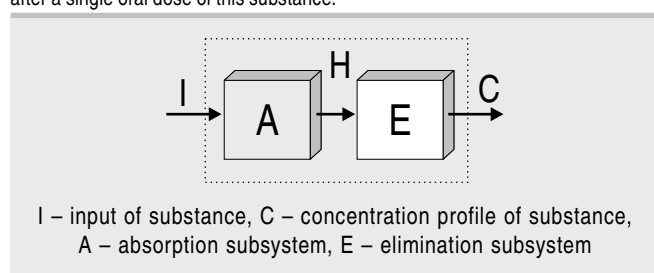 after a single oral dose of this substance.
H
I
C
A
E
I – input of substance, C – concentration profile of substance,
A – absorption subsystem, E – elimination subsystem